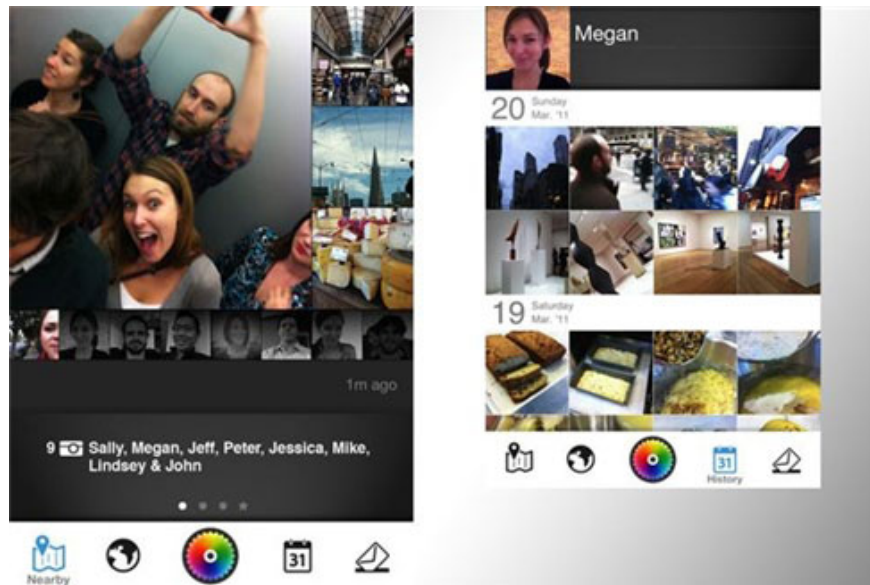 1m ago
9 Sally, Megan, Jeff, Peter, Jessica, Mike,
Lindsey & John
31
Nearby
Megan
20 Sunday
Mar. '11
19 Saturday
Mar. '11
31
History